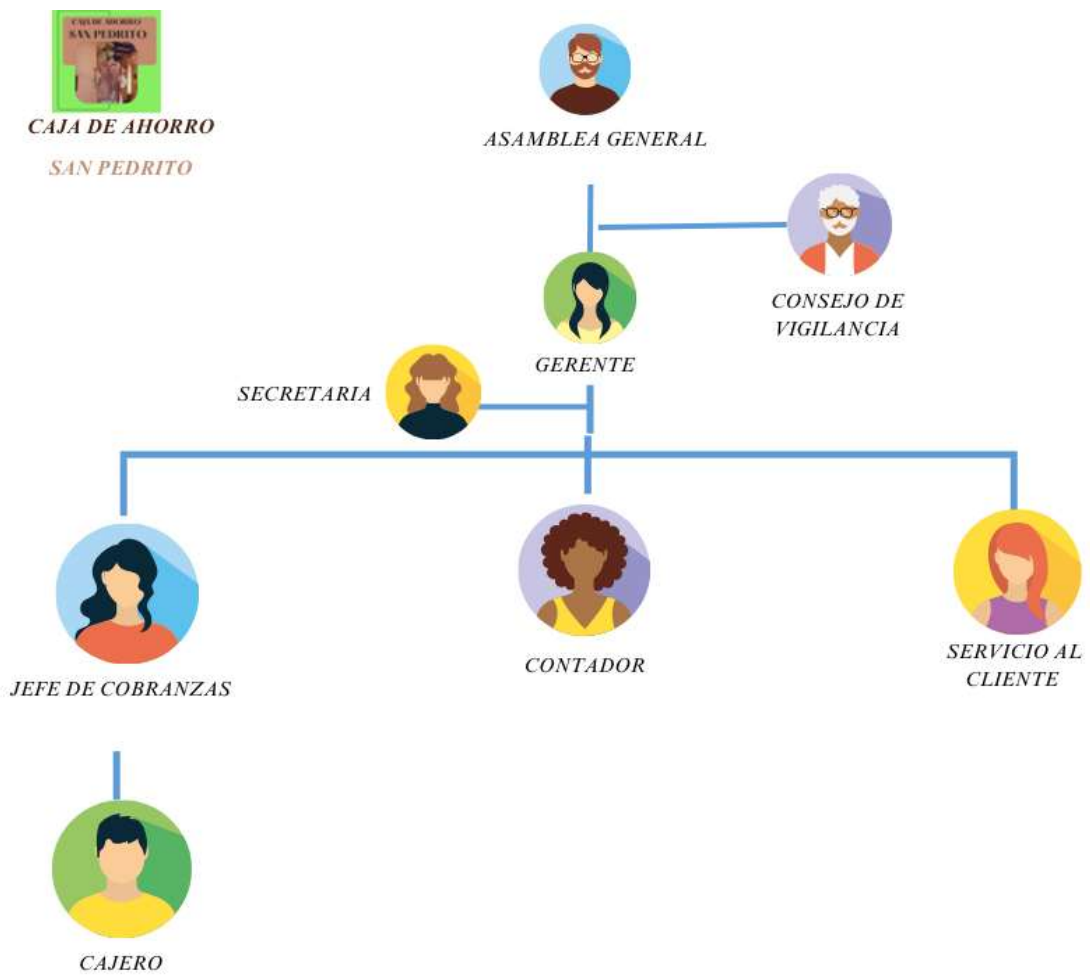 CAJA DE AHORRO
SAN PEDRITO
CAJA DE AHORRO
SAN PEDRITO
ASAMBLEA GENERAL
CONSEJO DE
VIGILANCIA
GERENTE
SECRETARIA
JEFE DE COBRANZAS
CONTADOR
SERVICIO AL
CLIENTE
CAJERO